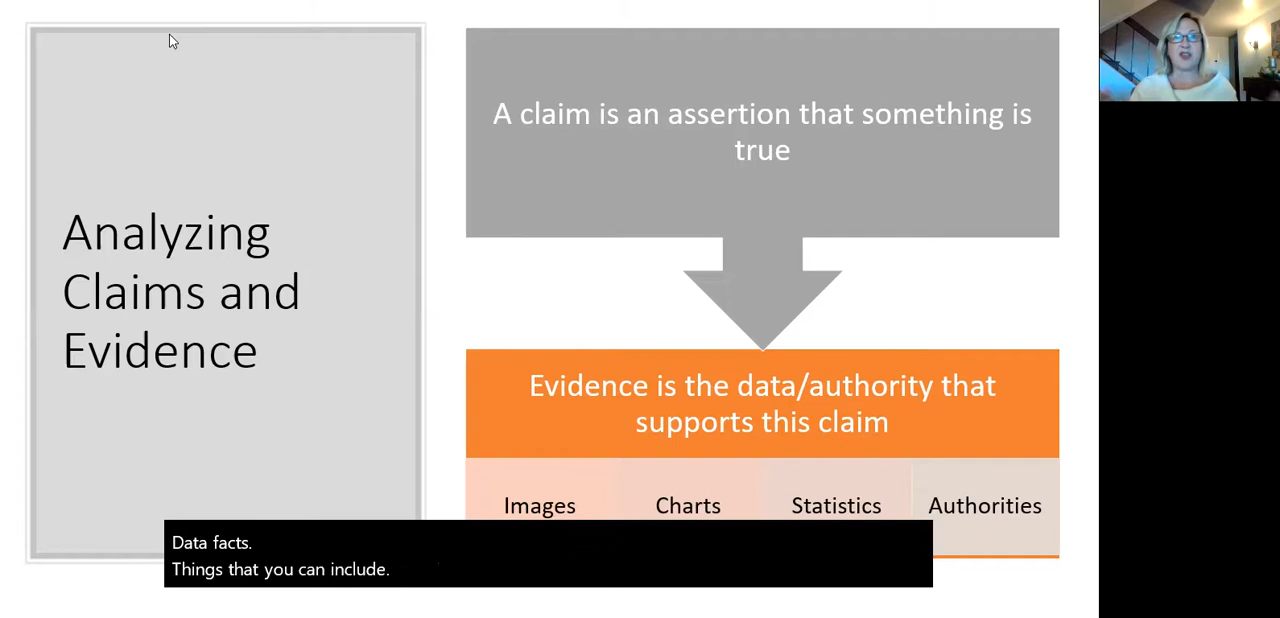 Analyzing
Claims and
Evidence
A claim is an assertion that something is
true
Evidence is the data/authority that
supports this claim
Images
Charts
Statistics
Authorities
Data facts.
Things that you can include.